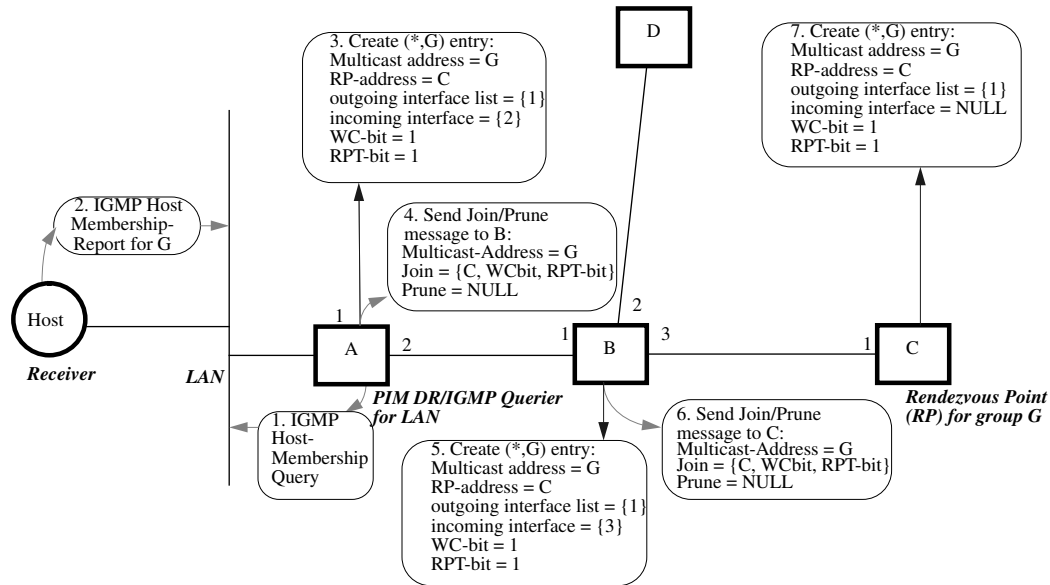 3. Create (*,G) entry:
Multicast address = G
RP-address = C
outgoing interface list = {1}
incoming interface = {2}
WC-bit = 1
RPT-bit = 1
D
7. Create (*,G) entry:
Multicast address = G
RP-address = C
outgoing interface list = {1}
incoming interface = NULL
WC-bit = 1
RPT-bit = 1
2. IGMP Host
Membership-
Report for G
4. Send Join/Prune
message to B:
Multicast-Address = G
Join = {C, WCbit, RPT-bit}
Prune = NULL
Host
Receiver
LAN
1
A
2
PIM DR/IGMP Querier
for LAN
1
B
2
3
1
C
Rendezvous Point
(RP) for group G
1. IGMP
Host-
Membership
Query
5. Create (*,G) entry:
Multicast address = G
RP-address = C
outgoing interface list = {1}
incoming interface = {3}
WC-bit = 1
RPT-bit = 1
6. Send Join/Prune
message to C:
Multicast-Address = G
Join = {C, WCbit, RPT-bit}
Prune = NULL